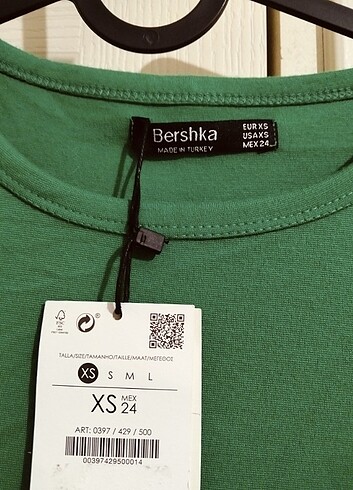 Bershka
MADE IN TURKEY
EUR XS
USA XS
MEX 24
FSC
TALLA/SIZE/TAMANHO/TAILLE/MAAT/ΜΕΓΕΘΟΣ
XS S M L
XS MEX 24
ART: 0397 / 429 / 500
00397429500014